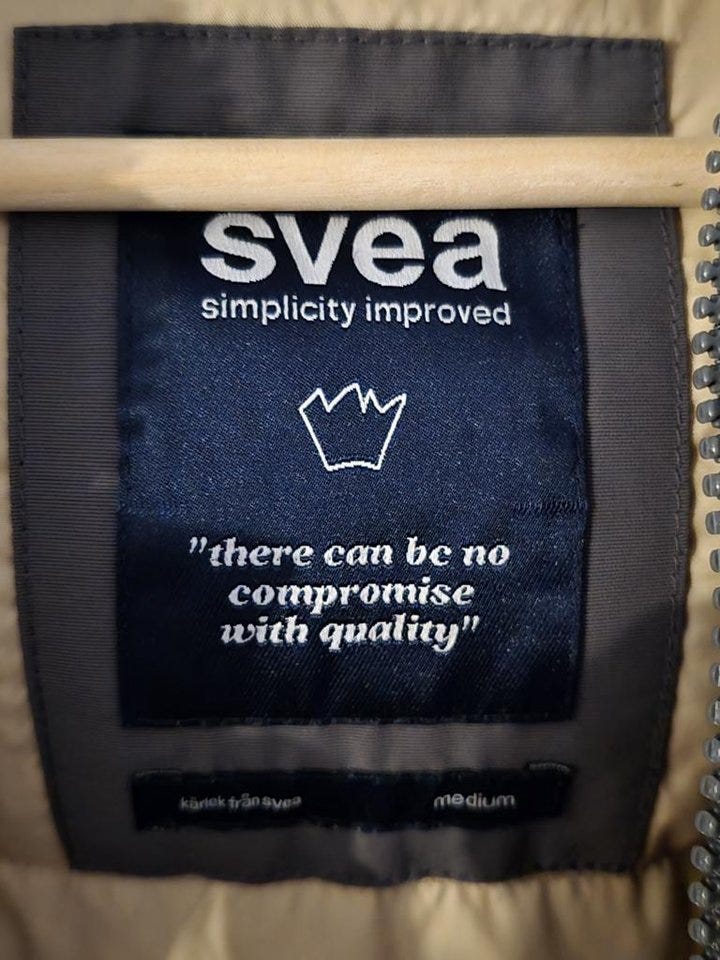 svea
simplicity improved
"there can be no
compromise
with quality"
kärlek från svea
medium